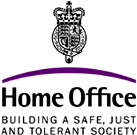 Home Office
BUILDING A SAFE, JUST
AND TOLERANT SOCIETY